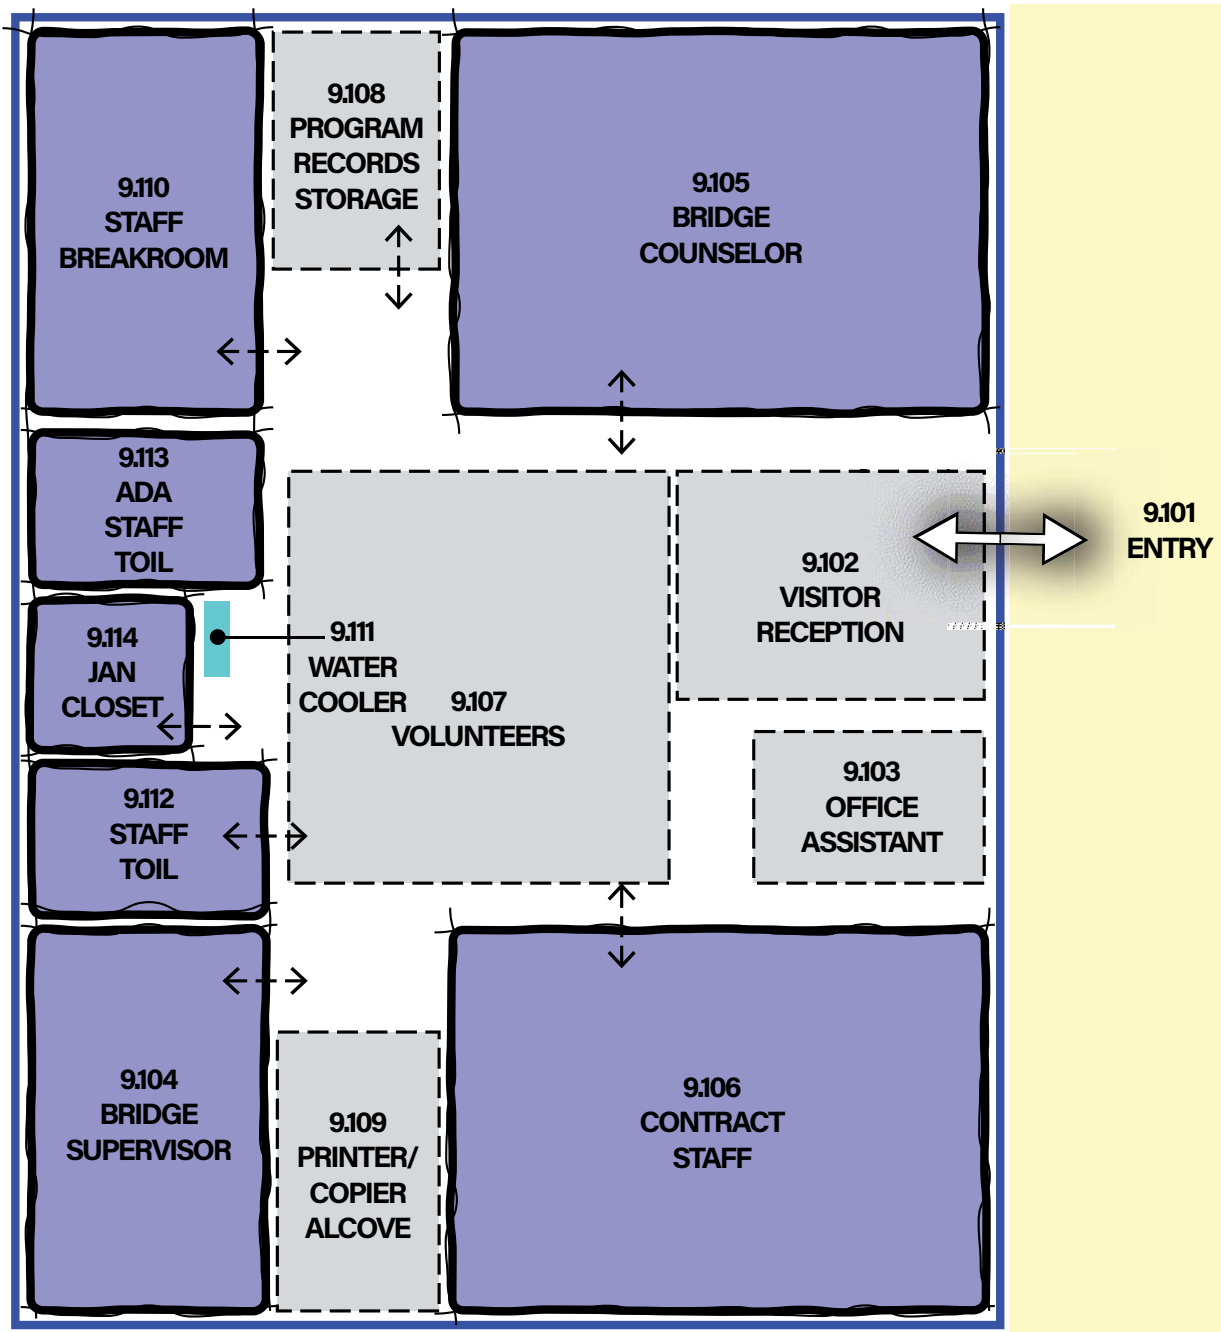 9.108
PROGRAM
RECORDS
STORAGE
9.110
STAFF
BREAKROOM
9.105
BRIDGE
COUNSELOR
9.113
ADA
STAFF
TOIL
9.101
ENTRY
9.102
VISITOR
RECEPTION
9.114
JAN
CLOSET
9.111
WATER
COOLER
9.107
VOLUNTEERS
9.103
OFFICE
ASSISTANT
9.112
STAFF
TOIL
9.104
BRIDGE
SUPERVISOR
9.109
PRINTER/
COPIER
ALCOVE
9.106
CONTRACT
STAFF